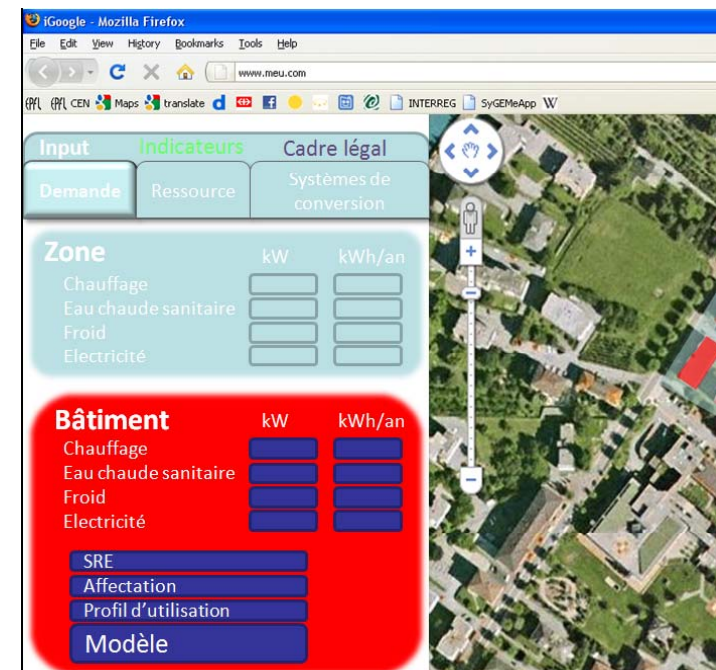 iGoogle - Mozilla Firefox
File Edit View History Bookmarks Tools Help
www.meu.com
CEN Maps translate INTERREG SyGEMeApp W
Input Indicateurs Cadre légal
Demande Ressource Systèmes de conversion
Zone kW kWh/an
Chauffage
Eau chaude sanitaire
Froid
Electricité
Bâtiment kW kWh/an
Chauffage
Eau chaude sanitaire
Froid
Electricité
SRE
Affectation
Profil d'utilisation
Modèle